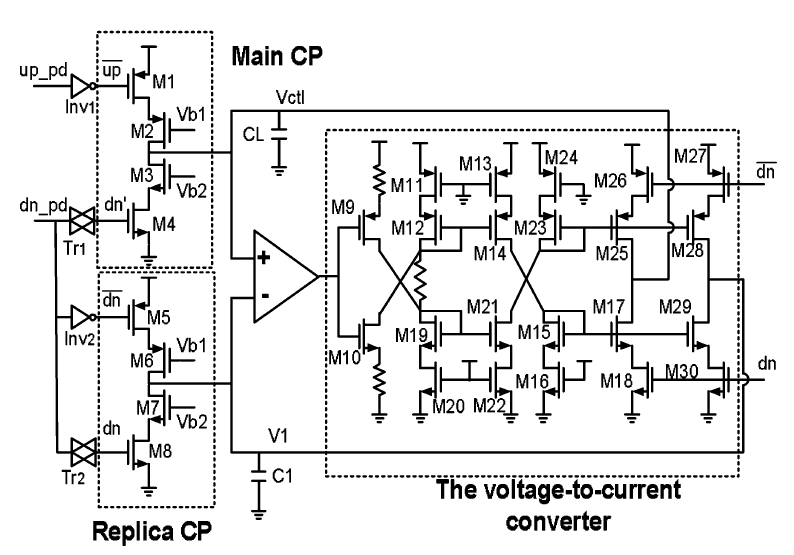 Main CP
up_pd
Inv1
up
M1
M2
Vb1
M3
Vb2
dn_pd
Tr1
dn'
M4
Vctl
CL
M9
M10
M11
M12
M13
M14
M24
M23
M26
M25
M27
M28
dn
M19
M20
M21
M22
M15
M16
M17
M18
M29
M30
dn
+
-
Inv2
dn
M5
M6
Vb1
M7
Vb2
Tr2
dn
M8
V1
C1
Replica CP
The voltage-to-current
converter